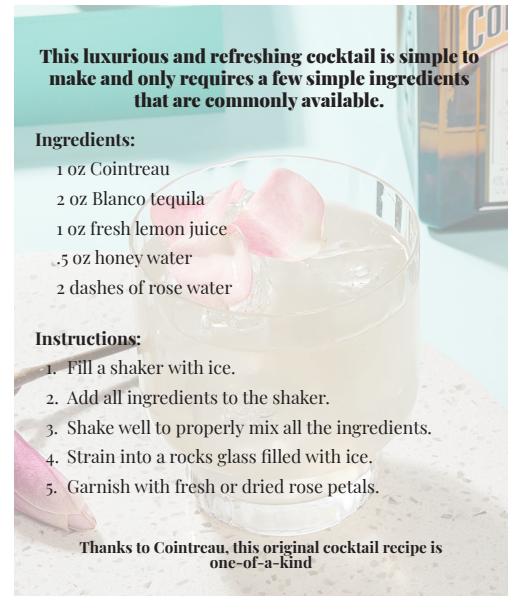 This luxurious and refreshing cocktail is simple to
make and only requires a few simple ingredients
that are commonly available.
Ingredients:
1 oz Cointreau
2 oz Blanco tequila
1 oz fresh lemon juice
.5 oz honey water
2 dashes of rose water
Instructions:
1. Fill a shaker with ice.
2. Add all ingredients to the shaker.
3. Shake well to properly mix all the ingredients.
4. Strain into a rocks glass filled with ice.
5. Garnish with fresh or dried rose petals.
Thanks to Cointreau, this original cocktail recipe is
one-of-a-kind